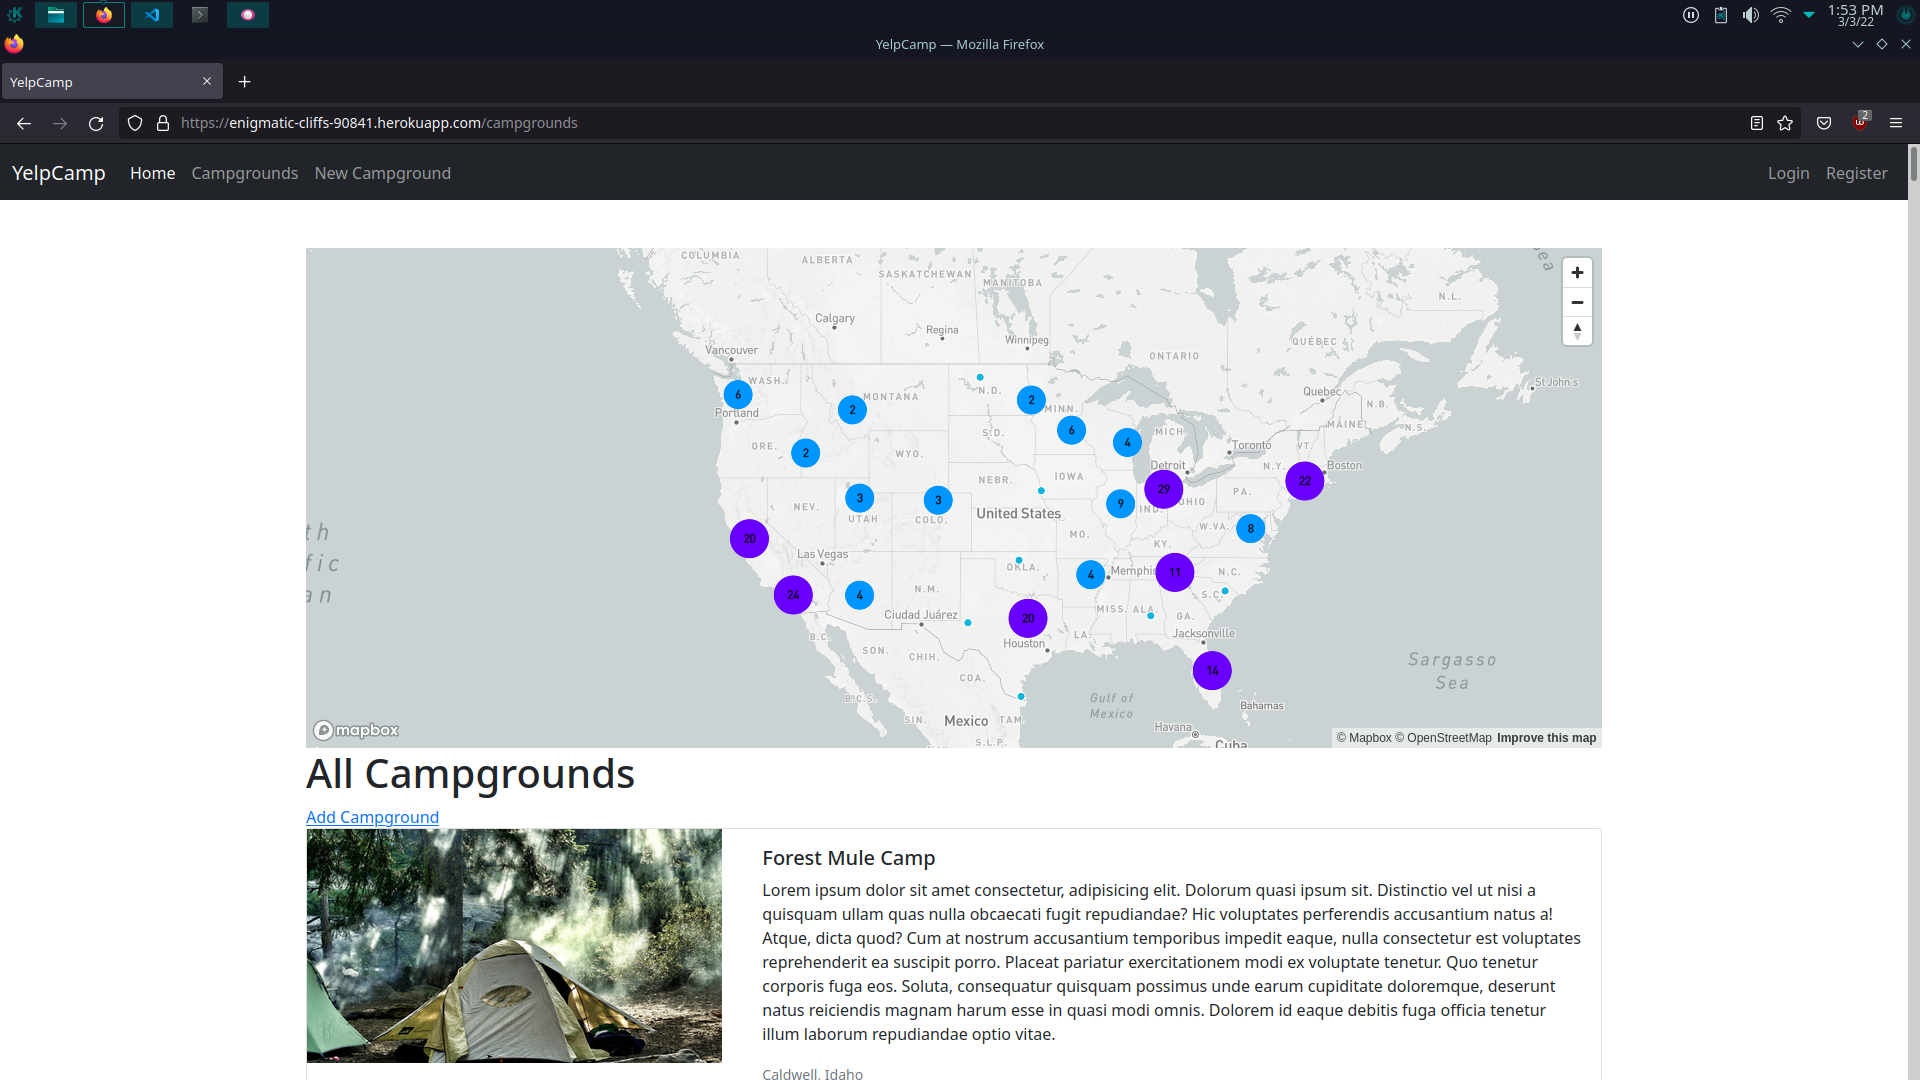 1:53 PM
3/3/22
YelpCamp — Mozilla Firefox
YelpCamp
https://enigmatic-cliffs-90841.herokuapp.com/campgrounds
2
YelpCamp Home Campgrounds New Campground Login Register
COLUMBIA
ALBERTA
SASKATCHEWAN
MANITOBA
N.L.
Calgary
Regina
Winnipeg
Vancouver
ONTARIO
QUÉBEC
St John's
WASH.
N.D.
Quebec
N.B.
6
2
MONTANA
2
MINN.
Portland
MAINE
N.S.
ORE.
S.D.
6
4
MICH.
VT.
Toronto
2
WYO.
Detroit
N.Y.
Boston
NEBR.
IOWA
22
3
3
9
29
PA.
NEV.
UTAH
COLO.
United States
IND.
OHIO
20
MO.
W.VA.
8
KY.
Las Vegas
OKLA.
4
Memphis
11
N.C.
24
4
N.M.
S.C.
Ciudad Juárez
20
MISS.
ALA.
GA.
B.C.
Houston
LA.
Jacksonville
SON.
CHIH.
14
COA.
Sargasso
Sea
B.C.S.
Gulf of
Mexico
Bahamas
SIN.
Mexico
TAM.
Havana
S.L.P.
Cuba
th
fic
an
ea
mapbox
© Mapbox © OpenStreetMap Improve this map
All Campgrounds
Add Campground
Forest Mule Camp
Lorem ipsum dolor sit amet consectetur, adipisicing elit. Dolorum quasi ipsum sit. Distinctio vel ut nisi a
quisquam ullam quas nulla obcaecati fugit repudiandae? Hic voluptates perferendis accusantium natus a!
Atque, dicta quod? Cum at nostrum accusantium temporibus impedit eaque, nulla consectetur est voluptates
reprehenderit ea suscipit porro. Placeat pariatur exercitationem modi ex voluptate tenetur. Quo tenetur
corporis fuga eos. Soluta, consequatur quisquam possimus unde earum cupiditate doloremque, deserunt
natus reiciendis magnam harum esse in quasi modi omnis. Dolorem id eaque debitis fuga officia tenetur
illum laborum repudiandae optio vitae.
Caldwell, Idaho